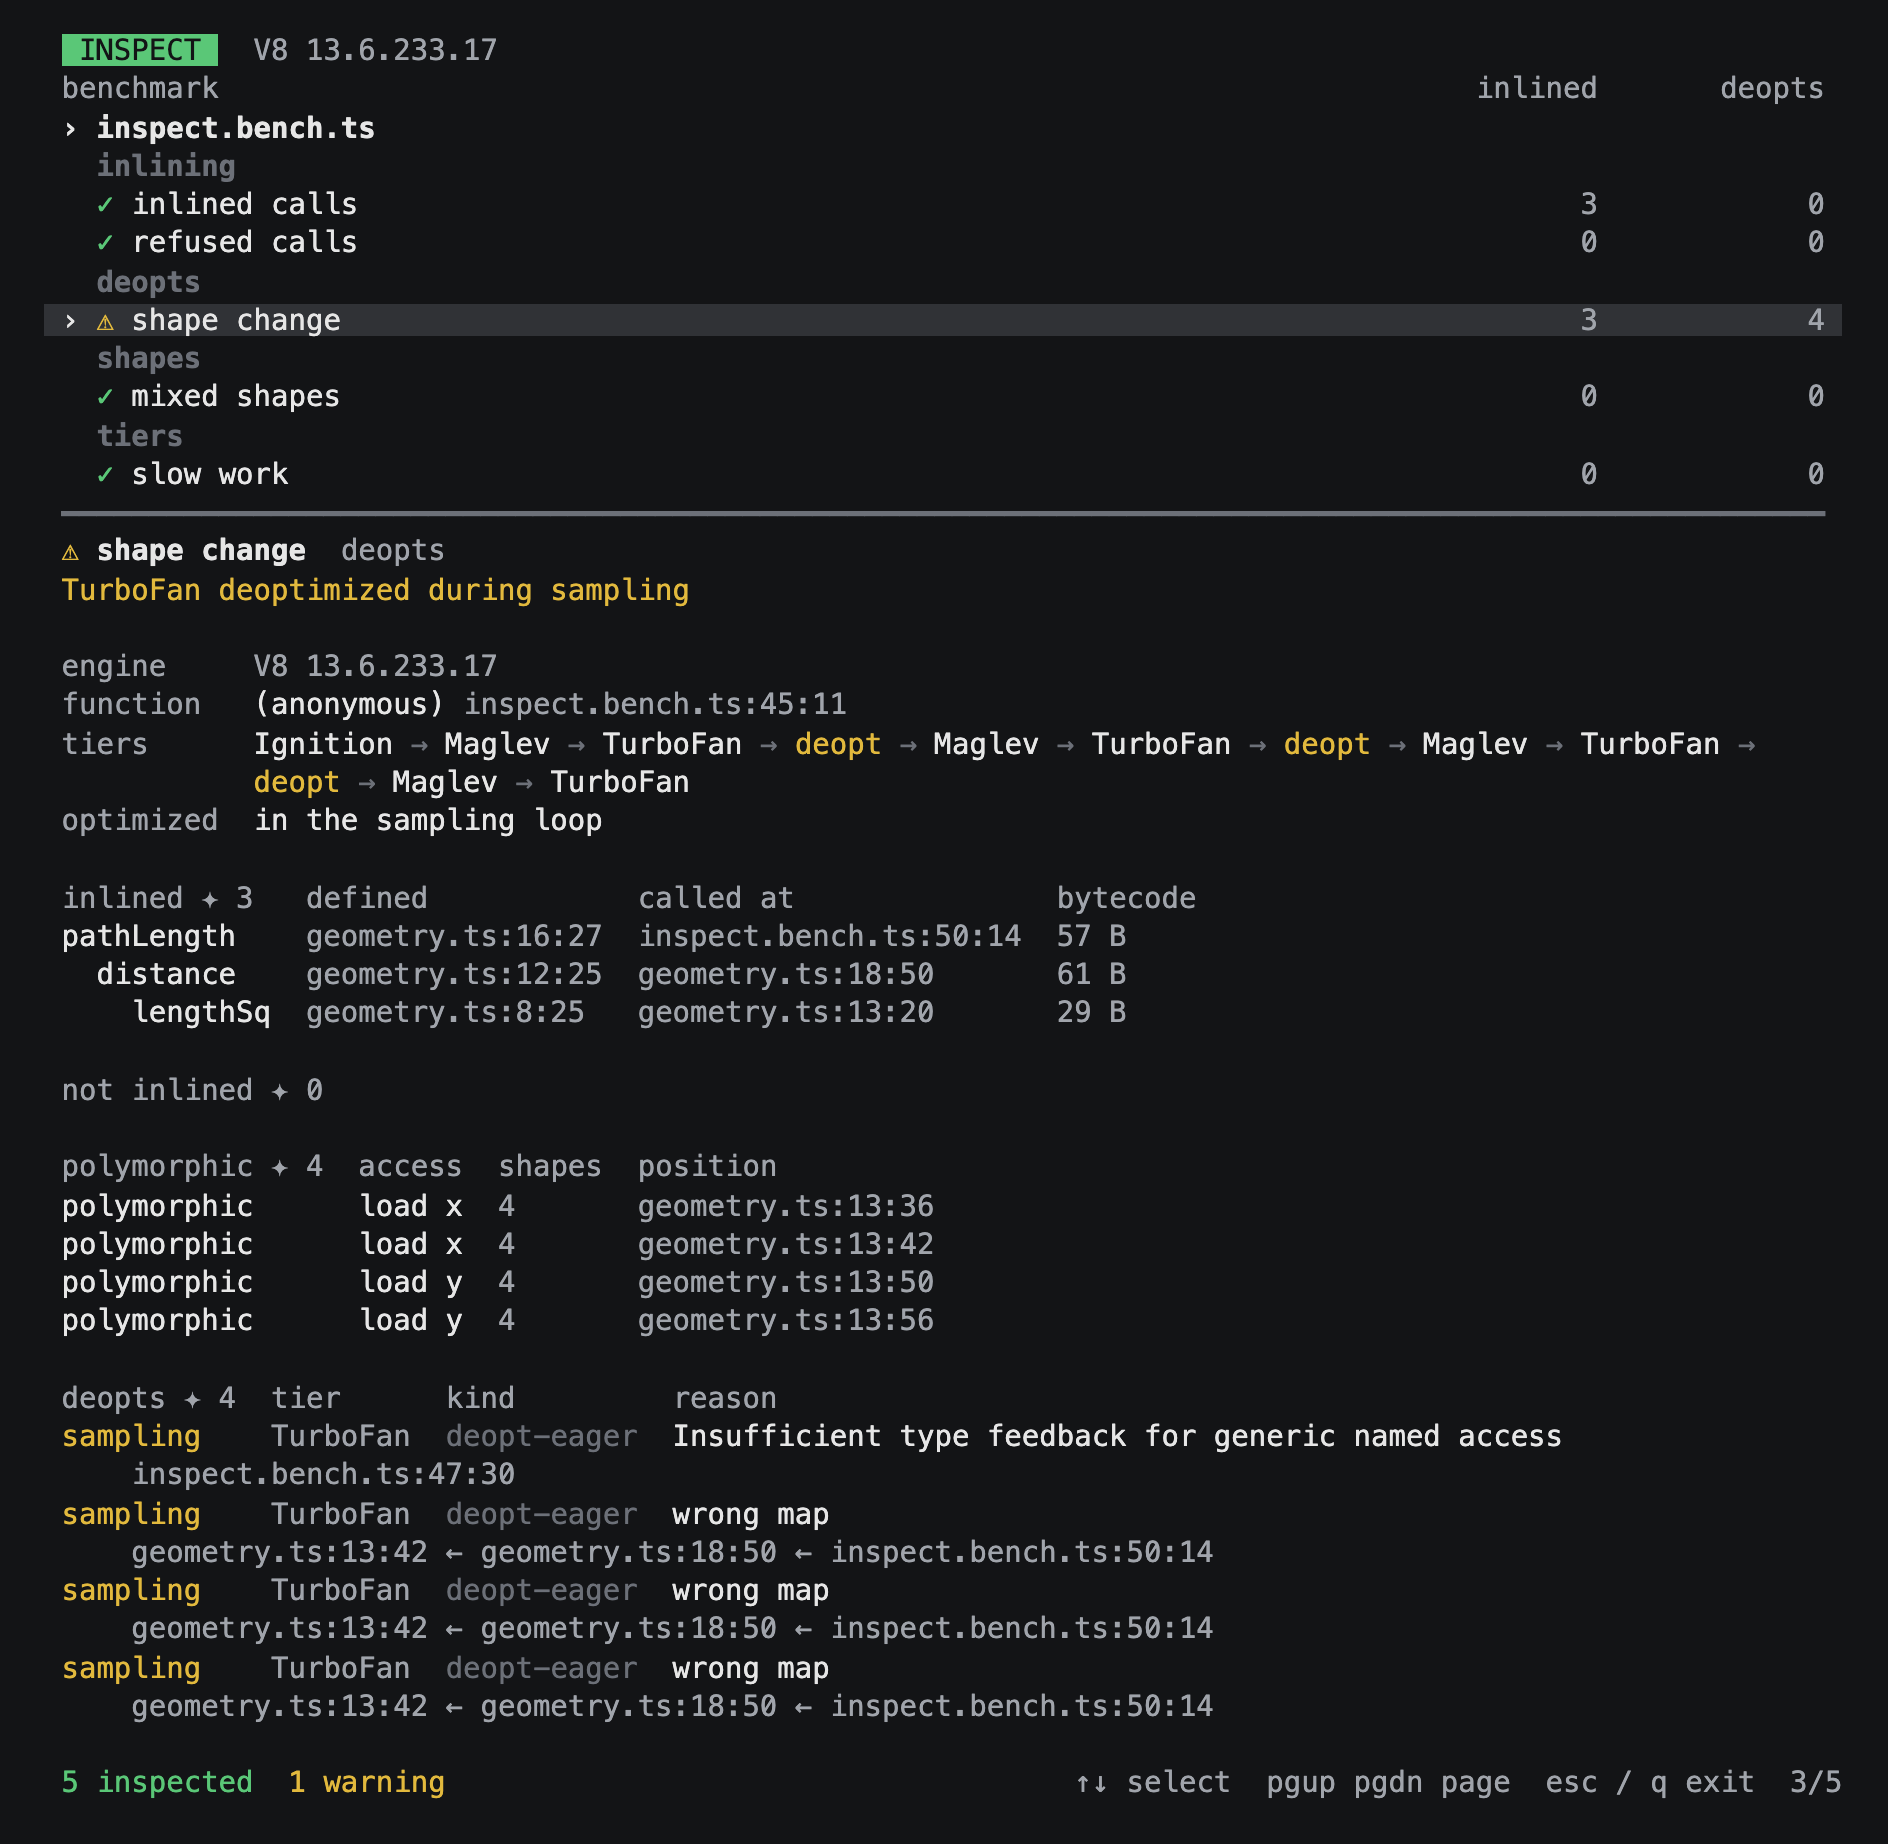 INSPECT V8 13.6.233.17
benchmark inlined deopts
› inspect.bench.ts
inlining
✓ inlined calls 3 0
✓ refused calls 0 0
deopts
› ⚠ shape change 3 4
shapes
✓ mixed shapes 0 0
tiers
✓ slow work 0 0
⚠ shape change deopts
TurboFan deoptimized during sampling
engine V8 13.6.233.17
function (anonymous) inspect.bench.ts:45:11
tiers Ignition → Maglev → TurboFan → deopt → Maglev → TurboFan → deopt → Maglev → TurboFan →
deopt → Maglev → TurboFan
optimized in the sampling loop
inlined ✦ 3 defined called at bytecode
pathLength geometry.ts:16:27 inspect.bench.ts:50:14 57 B
distance geometry.ts:12:25 geometry.ts:18:50 61 B
lengthSq geometry.ts:8:25 geometry.ts:13:20 29 B
not inlined ✦ 0
polymorphic ✦ 4 access shapes position
polymorphic load x 4 geometry.ts:13:36
polymorphic load x 4 geometry.ts:13:42
polymorphic load y 4 geometry.ts:13:50
polymorphic load y 4 geometry.ts:13:56
deopts ✦ 4 tier kind reason
sampling TurboFan deopt-eager Insufficient type feedback for generic named access
inspect.bench.ts:47:30
sampling TurboFan deopt-eager wrong map
geometry.ts:13:42 ← geometry.ts:18:50 ← inspect.bench.ts:50:14
sampling TurboFan deopt-eager wrong map
geometry.ts:13:42 ← geometry.ts:18:50 ← inspect.bench.ts:50:14
sampling TurboFan deopt-eager wrong map
geometry.ts:13:42 ← geometry.ts:18:50 ← inspect.bench.ts:50:14
5 inspected 1 warning ↑↓ select pgup pgdn page esc / q exit 3/5